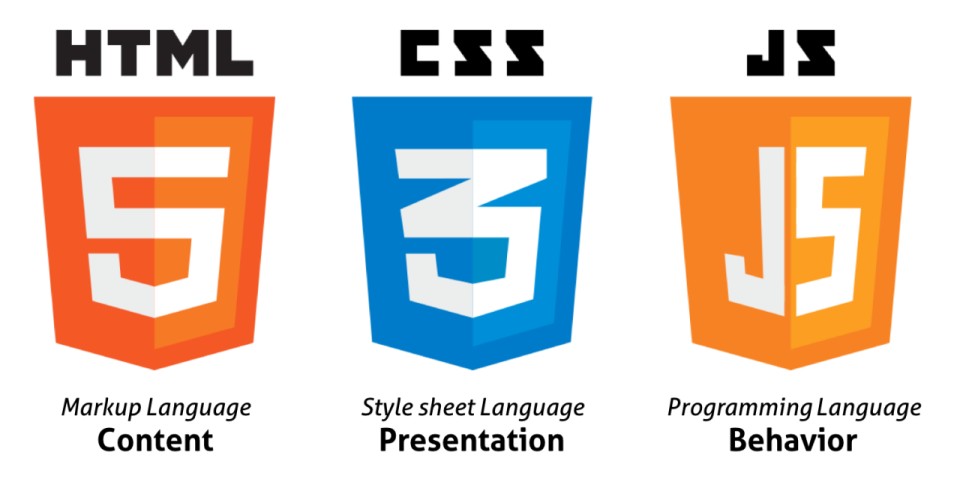 HTML
CSS
JS
5
3
JS
Markup Language
Content
Style sheet Language
Presentation
Programming Language
Behavior